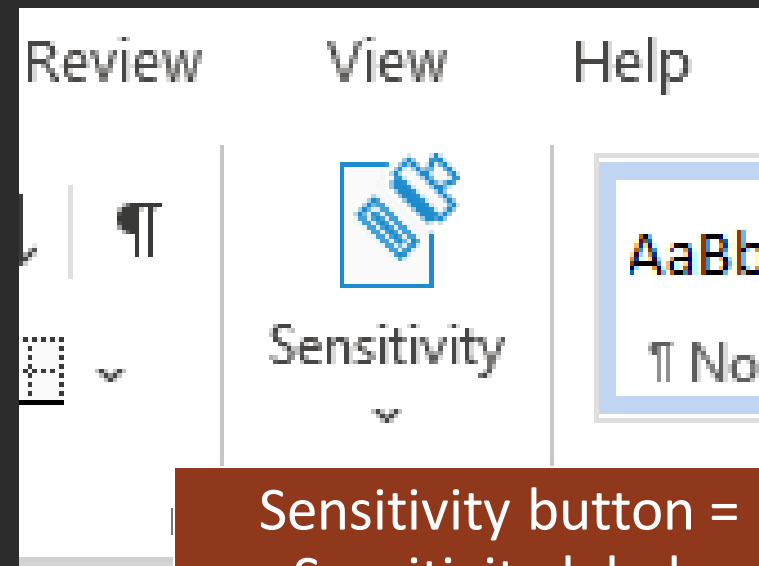 Review View Help
¶
AaBb
Sensitivity
¶ No
Sensitivity button =